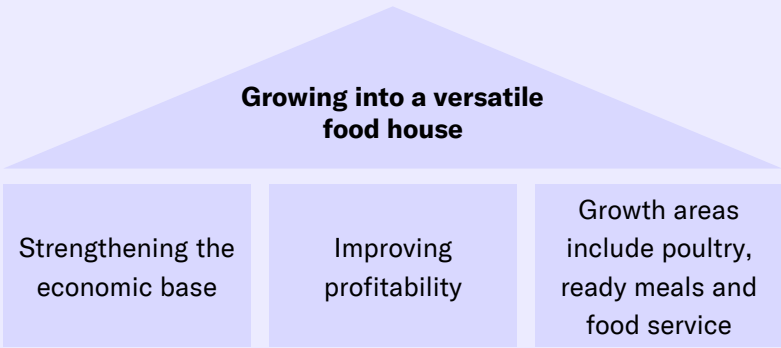 Growing into a versatile
food house
Strengthening the
economic base
Improving
profitability
Growth areas
include poultry,
ready meals and
food service